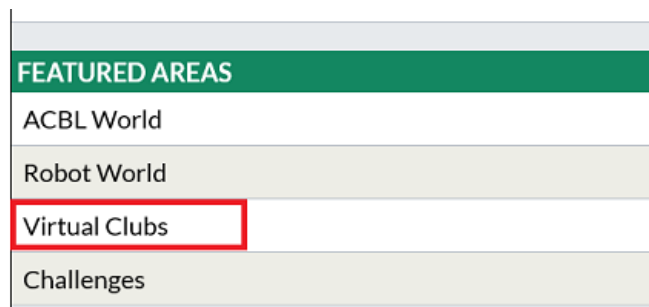 FEATURED AREAS
ACBL World
Robot World
Virtual Clubs
Challenges